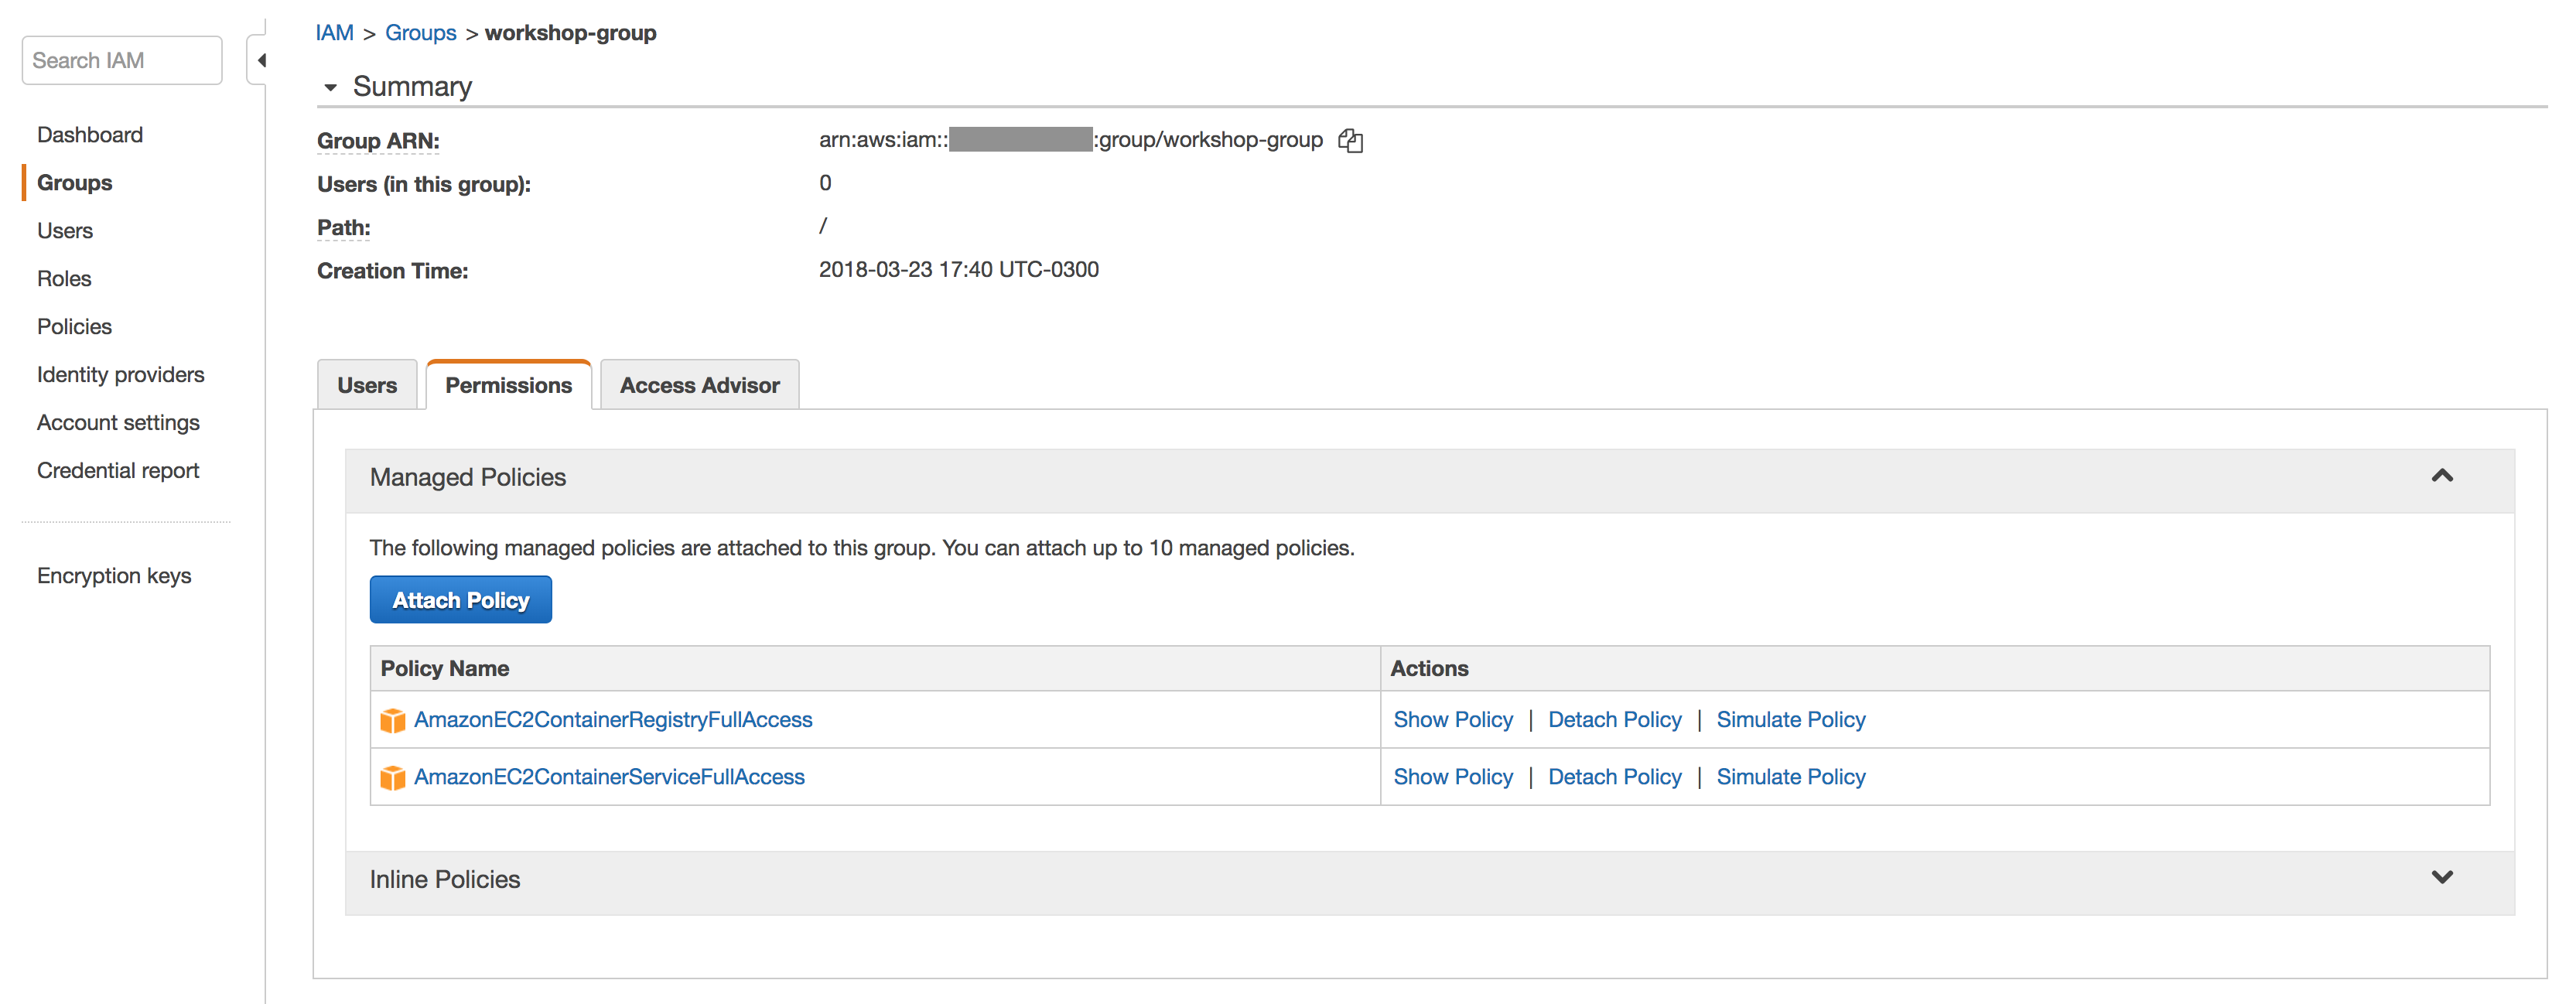 Search IAM
Dashboard
Groups
Users
Roles
Policies
Identity providers
Account settings
Credential report
Encryption keys
IAM > Groups > workshop-group
Summary
Group ARN: arn:aws:iam:: :group/workshop-group
Users (in this group): 0
Path: /
Creation Time: 2018-03-23 17:40 UTC-0300
Users Permissions Access Advisor
Managed Policies
The following managed policies are attached to this group. You can attach up to 10 managed policies.
Attach Policy
Policy Name Actions
AmazonEC2ContainerRegistryFullAccess Show Policy | Detach Policy | Simulate Policy
AmazonEC2ContainerServiceFullAccess Show Policy | Detach Policy | Simulate Policy
Inline Policies